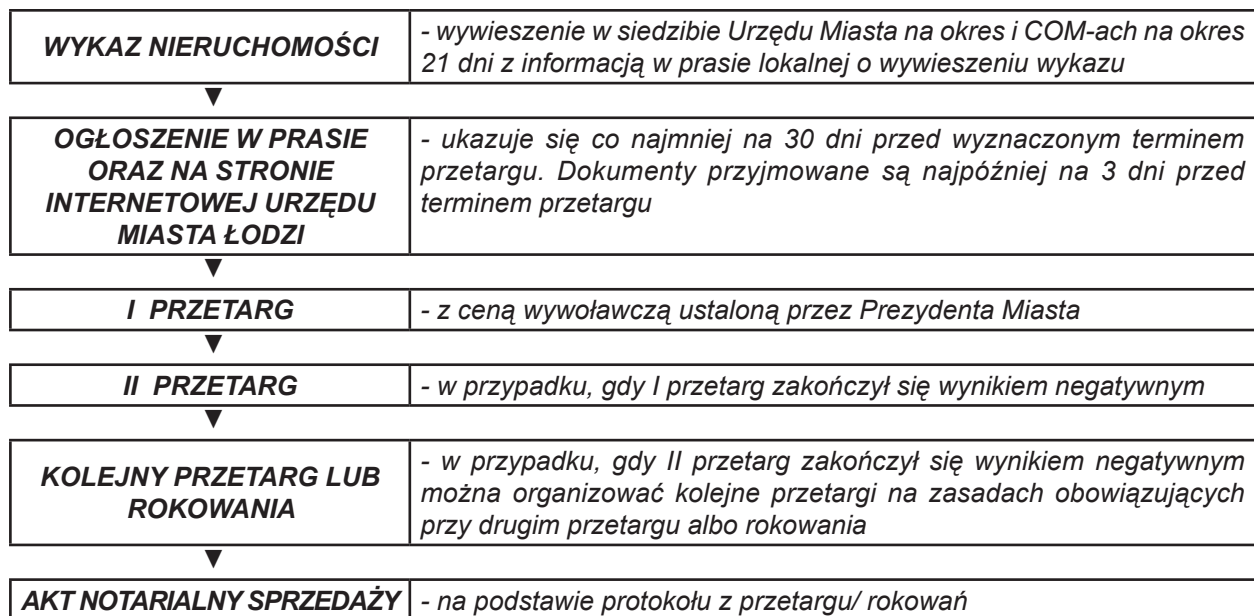 WYKAZ NIERUCHOMOŚCI
- wywieszenie w siedzibie Urzędu Miasta na okres i COM-ach na okres
21 dni z informacją w prasie lokalnej o wywieszeniu wykazu
OGŁOSZENIE W PRASIE
ORAZ NA STRONIE
INTERNETOWEJ URZĘDU
MIASTA ŁODZI
- ukazuje się co najmniej na 30 dni przed wyznaczonym terminem
przetargu. Dokumenty przyjmowane są najpóźniej na 3 dni przed
terminem przetargu
I PRZETARG
- z ceną wywoławczą ustaloną przez Prezydenta Miasta
II PRZETARG
- w przypadku, gdy I przetarg zakończył się wynikiem negatywnym
KOLEJNY PRZETARG LUB
ROKOWANIA
- w przypadku, gdy II przetarg zakończył się wynikiem negatywnym
można organizować kolejne przetargi na zasadach obowiązujących
przy drugim przetargu albo rokowania
AKT NOTARIALNY SPRZEDAŻY
- na podstawie protokołu z przetargu/ rokowań